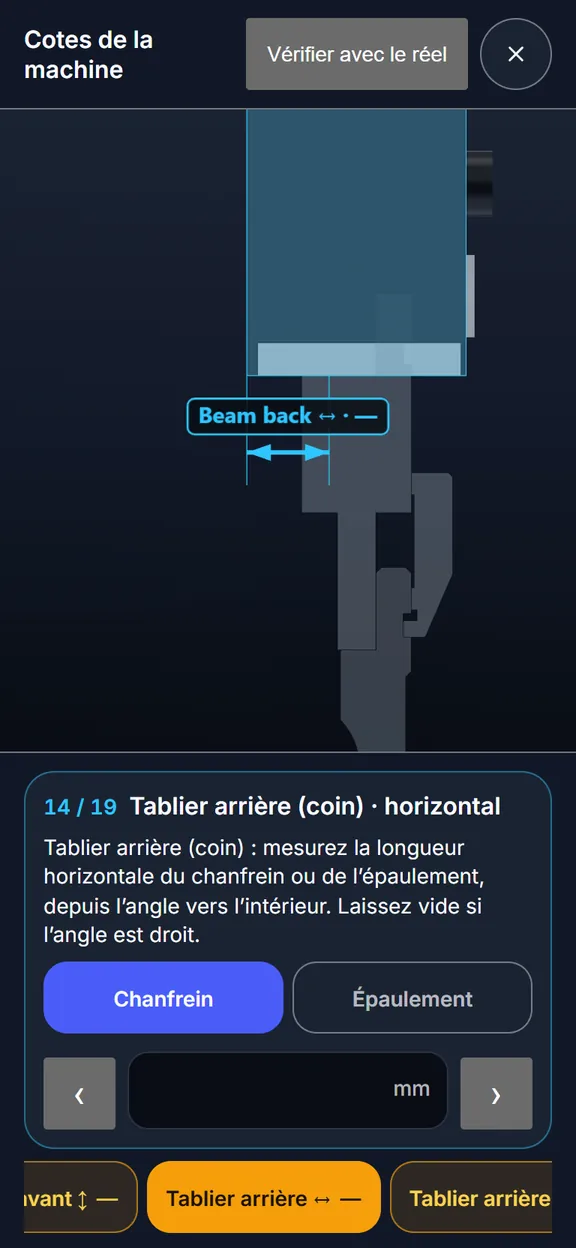 Cotes de la
machine
Vérifier avec le réel
×
Beam back ↔ · —
14 / 19 Tablier arrière (coin) · horizontal
Tablier arrière (coin) : mesurez la longueur
horizontale du chanfrein ou de l’épaulement,
depuis l’angle vers l’intérieur. Laissez vide si
l’angle est droit.
Chanfrein
Épaulement
‹
mm
›
vant ↕ —
Tablier arrière ↔ —
Tablier arrière